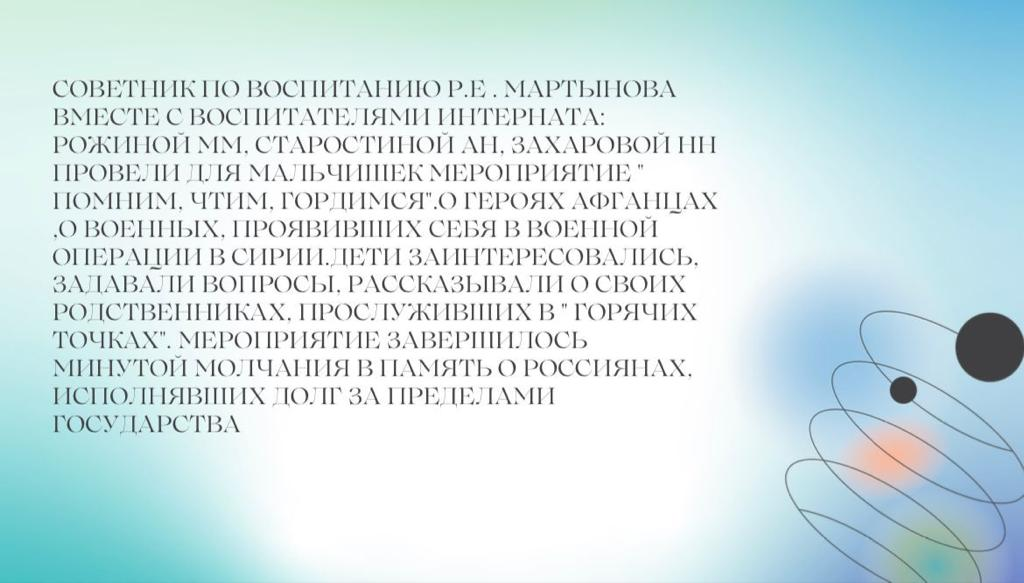 СОВЕТНИК ПО ВОСПИТАНИЮ Р.Е . МАРТЫНОВА
ВМЕСТЕ С ВОСПИТАТЕЛЯМИ ИНТЕРНАТА:
РОЖИНОЙ ММ, СТАРОСТИНОЙ АН, ЗАХАРОВОЙ НН
ПРОВЕЛИ ДЛЯ МАЛЬЧИШЕК МЕРОПРИЯТИЕ "
ПОМНИМ, ЧТИМ, ГОРДИМСЯ".О ГЕРОЯХ АФГАНЦАХ
,О ВОЕННЫХ, ПРОЯВИВШИХ СЕБЯ В ВОЕННОЙ
ОПЕРАЦИИ В СИРИИ.ДЕТИ ЗАИНТЕРЕСОВАЛИСЬ,
ЗАДАВАЛИ ВОПРОСЫ, РАССКАЗЫВАЛИ О СВОИХ
РОДСТВЕННИКАХ, ПРОСЛУЖИВШИХ В " ГОРЯЧИХ
ТОЧКАХ". МЕРОПРИЯТИЕ ЗАВЕРШИЛОСЬ
МИНУТОЙ МОЛЧАНИЯ В ПАМЯТЬ О РОССИЯНАХ,
ИСПОЛНЯВШИХ ДОЛГ ЗА ПРЕДЕЛАМИ
ГОСУДАРСТВА